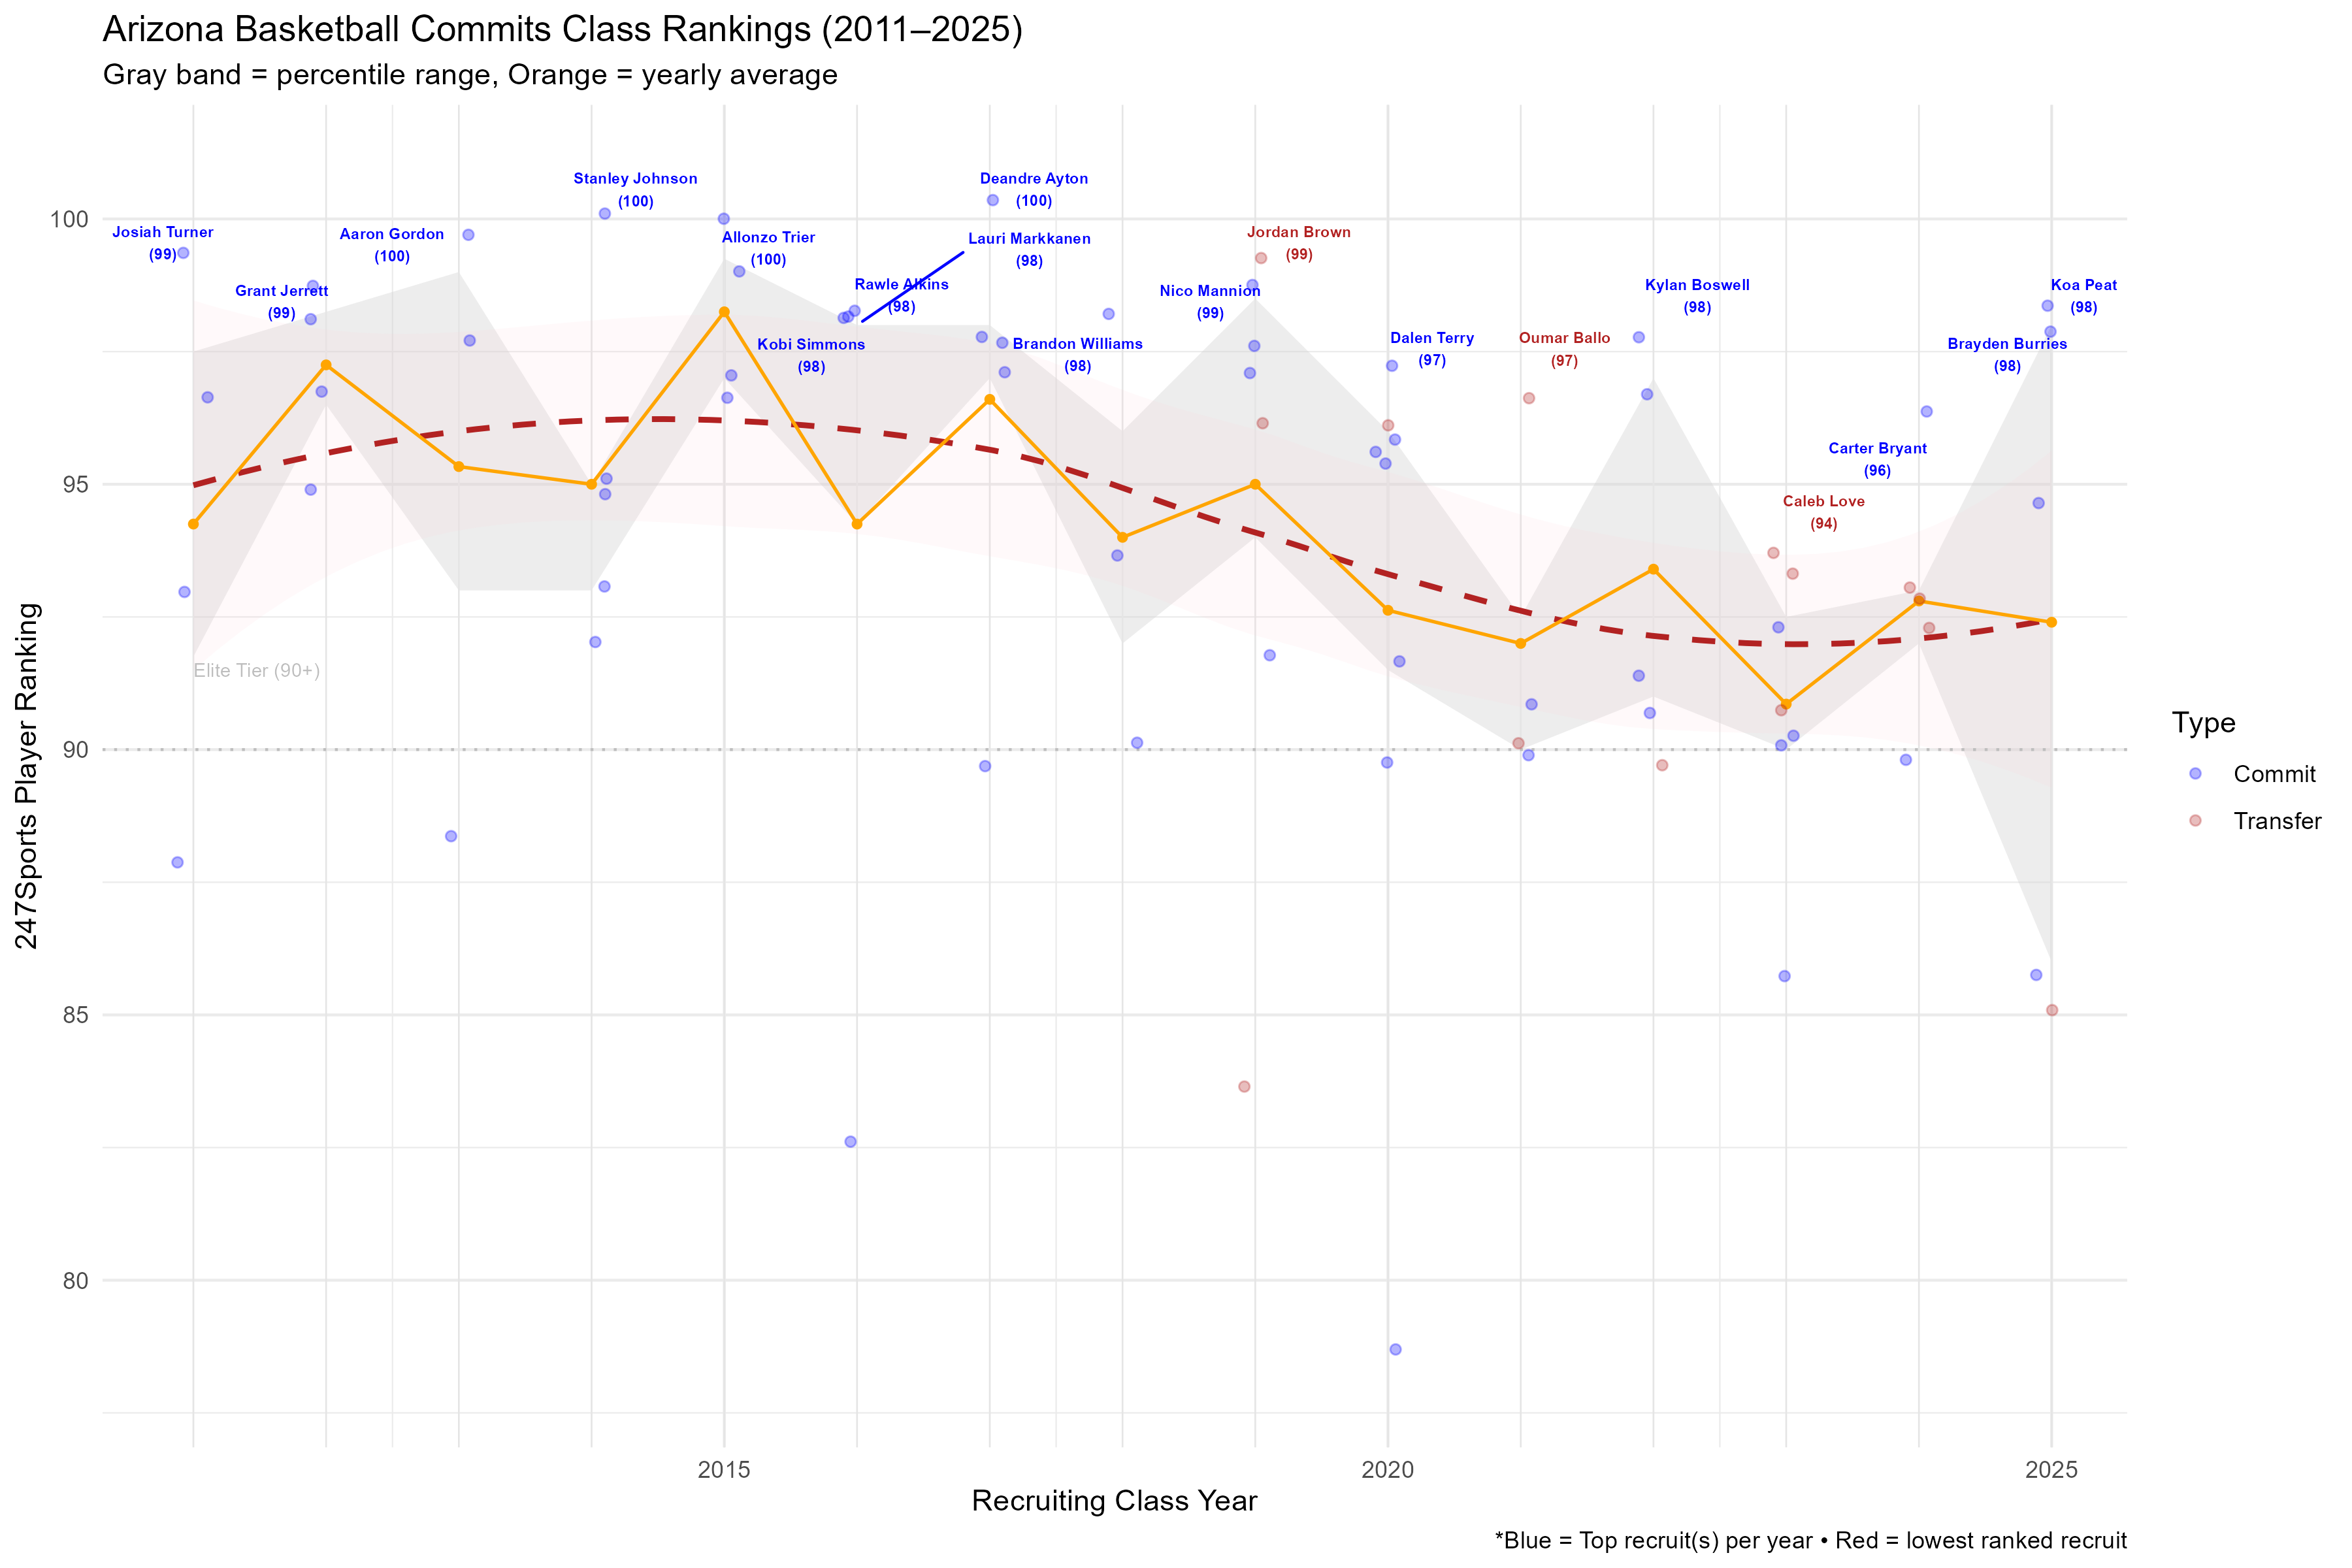 Arizona Basketball Commits Class Rankings (2011–2025)
Gray band = percentile range, Orange = yearly average
Stanley Johnson
(100)
Deandre Ayton
(100)
Josiah Turner
(99)
Aaron Gordon
(100)
Allonzo Trier
(100)
Lauri Markkanen
(98)
Jordan Brown
(99)
Grant Jerrett
(99)
Rawle Alkins
(98)
Nico Mannion
(99)
Kylan Boswell
(98)
Koa Peat
(98)
Kobi Simmons
(98)
Brandon Williams
(98)
Dalen Terry
(97)
Oumar Ballo
(97)
Brayden Burries
(98)
Carter Bryant
(96)
Caleb Love
(94)
Elite Tier (90+)
100
95
90
85
80
247Sports Player Ranking
2015
2020
2025
Recruiting Class Year
Type
Commit
Transfer
*Blue = Top recruit(s) per year • Red = lowest ranked recruit